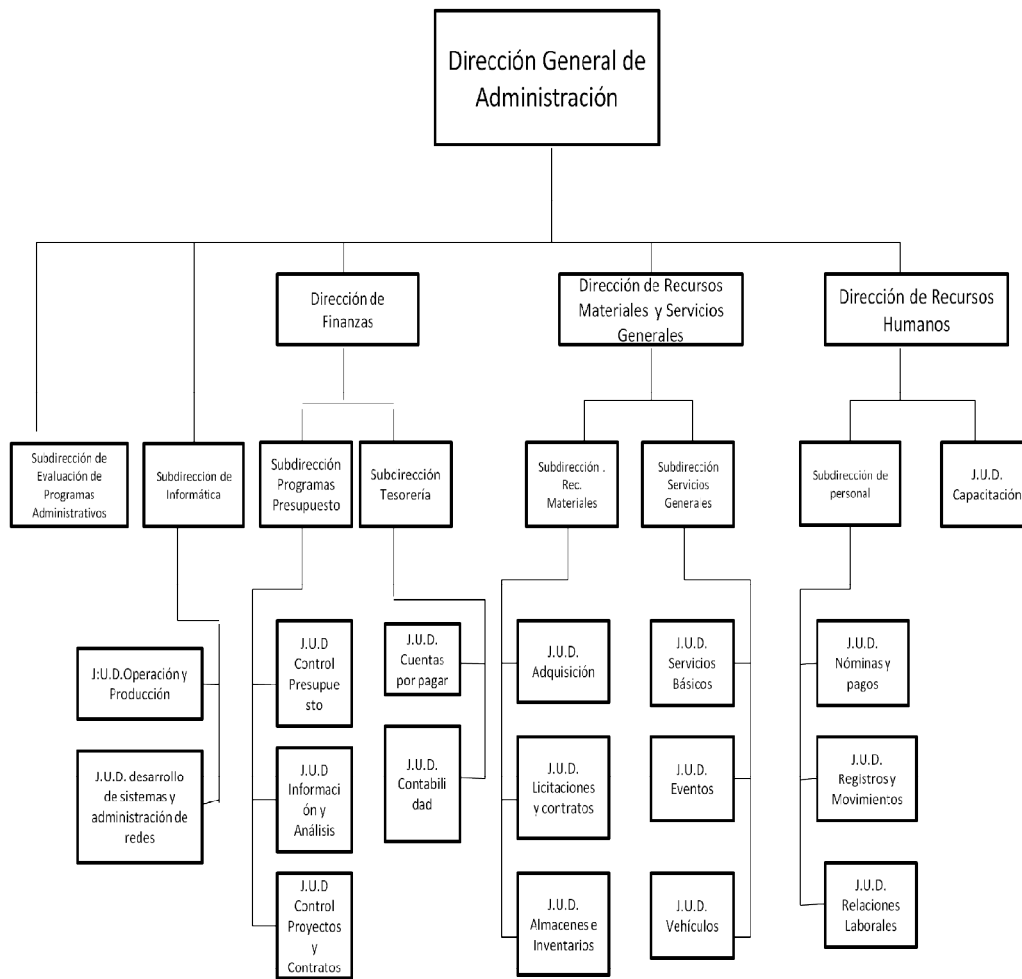 Dirección General de
Administración
Dirección de
Finanzas
Dirección de Recursos
Materiales y Servicios
Generales
Dirección de Recursos
Humanos
Subdirección de
Evaluación de
Programas
Administrativos
Subdireccion de
Informática
Subdirección
Programas
Presupuesto
Subcirección
Tesorería
Subdirección .
Rec.
Materiales
Subdirección
Servicios
Generales
Subdirección de
personal
J.U.D.
Capacitación
J:U.D.Operación y
Producción
J.U.D
Control
Presupue
sto
J.U.D.
Cuentas
por pagar
J.U.D.
Adquisición
J.U.D.
Servicios
Básicos
J.U.D.
Nóminas y
pagos
J.U.D. desarrollo
de sistemas y
administración de
redes
J.U.D
Informaci
ón y
Análisis
J.U.D.
Contabili
dad
J.U.D.
Licitaciones
y contratos
J.U.D.
Eventos
J.U.D.
Registros y
Movimientos
J.U.D
Control
Proyectos
y
Contratos
J.U.D.
Almacenes e
Inventarios
J.U.D.
Vehículos
J.U.D.
Relaciones
Laborales